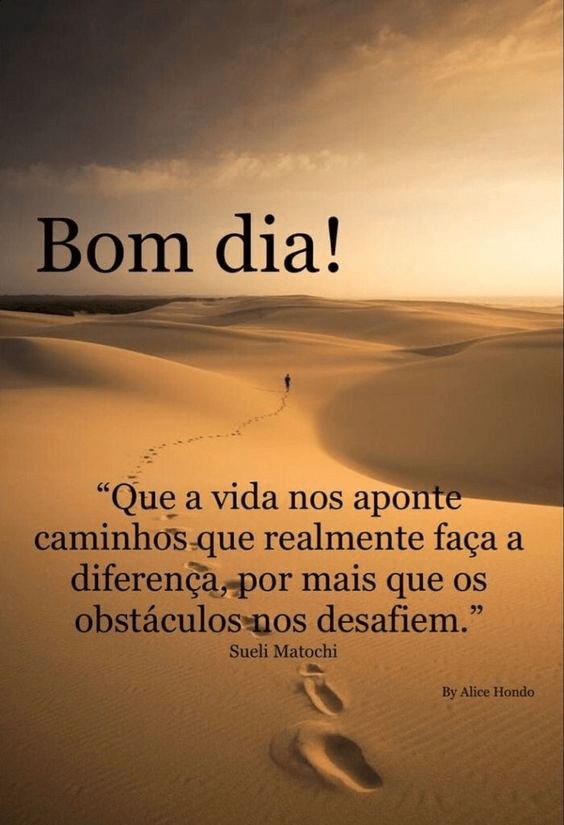 Bom dia!
“Que a vida nos aponte
caminhos que realmente faça a
diferença, por mais que os
obstáculos nos desafiem.”
Sueli Matochi
By Alice Hondo